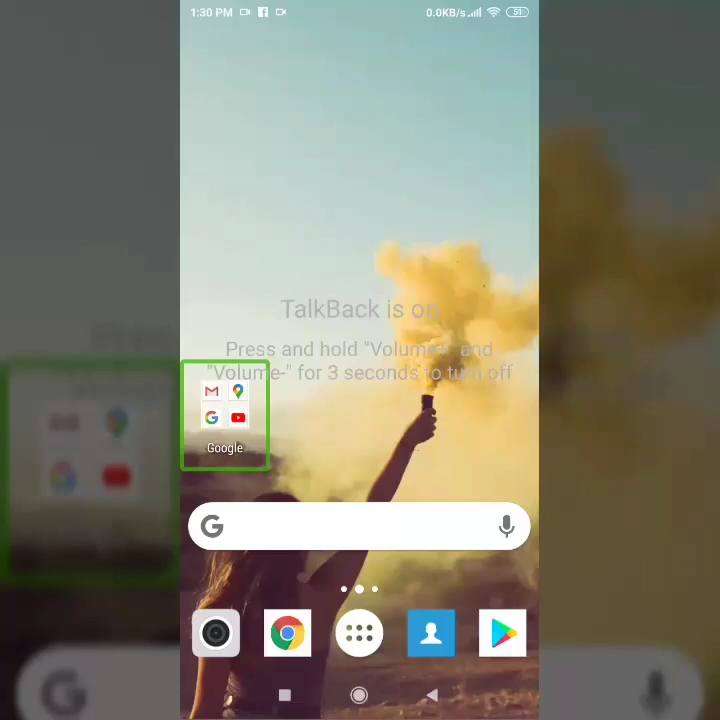 1:30 PM
0.0KB/s
51
TalkBack is on
Press and hold "Volume+" and
"Volume-" for 3 seconds to turn off
Google